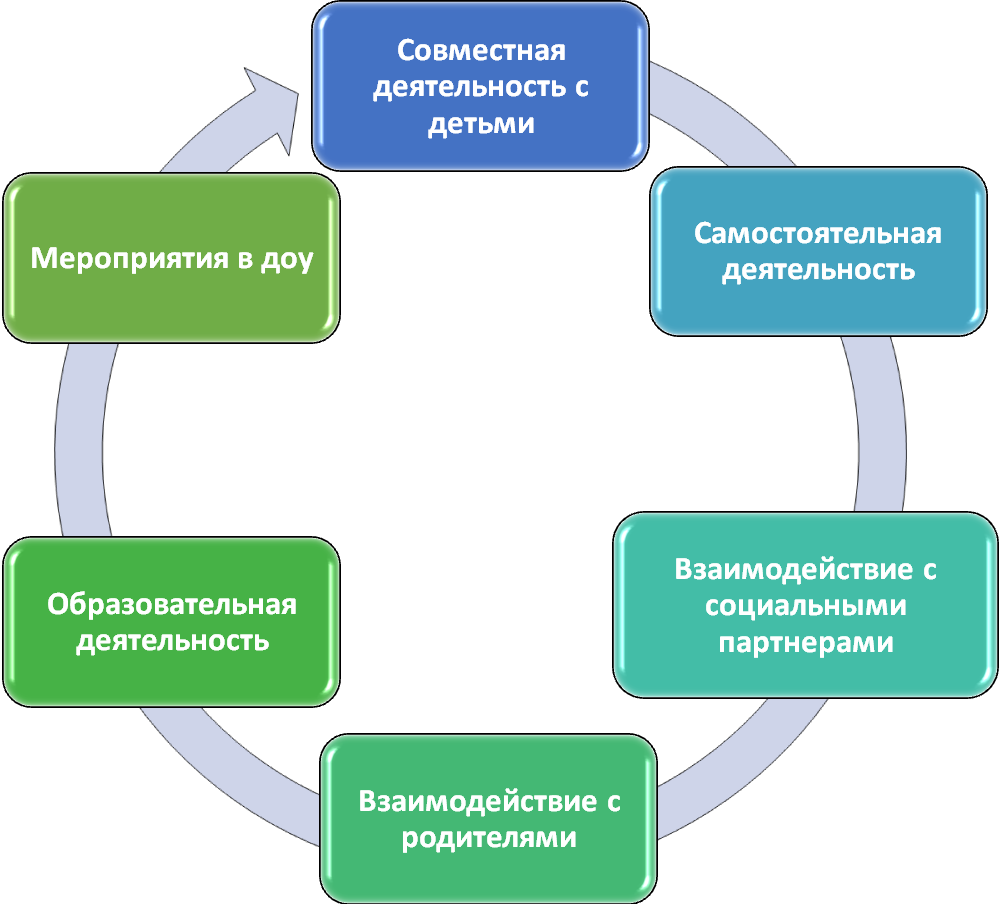 Совместная
деятельность с
детьми
Самостоятельная
деятельность
Взаимодействие с
социальными
партнерами
Взаимодействие с
родителями
Образовательная
деятельность
Мероприятия в доу